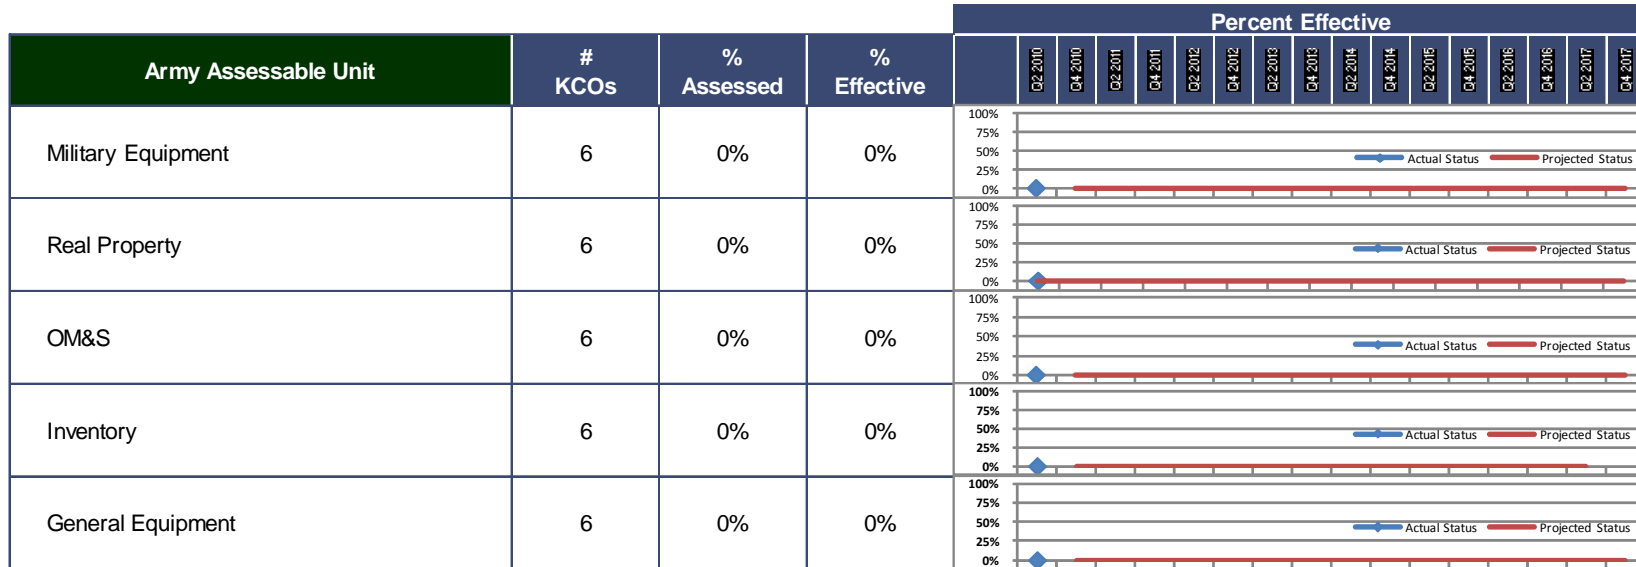 Percent Effective
Army Assessable Unit # KCOs % Assessed % Effective Q2 2010 Q4 2010 Q2 2011 Q4 2011 Q2 2012 Q4 2012 Q2 2013 Q4 2013 Q2 2014 Q4 2014 Q2 2015 Q4 2015 Q2 2016 Q4 2016 Q2 2017 Q4 2017
100%
75%
Military Equipment 6 0% 0% 50%
Actual Status Projected Status
25%
0%
100%
75%
Real Property 6 0% 0% 50%
Actual Status Projected Status
25%
0%
100%
75%
OM&S 6 0% 0% 50%
Actual Status Projected Status
25%
0%
100%
75%
Inventory 6 0% 0% 50%
Actual Status Projected Status
25%
0%
100%
75%
General Equipment 6 0% 0% 50%
Actual Status Projected Status
25%
0%